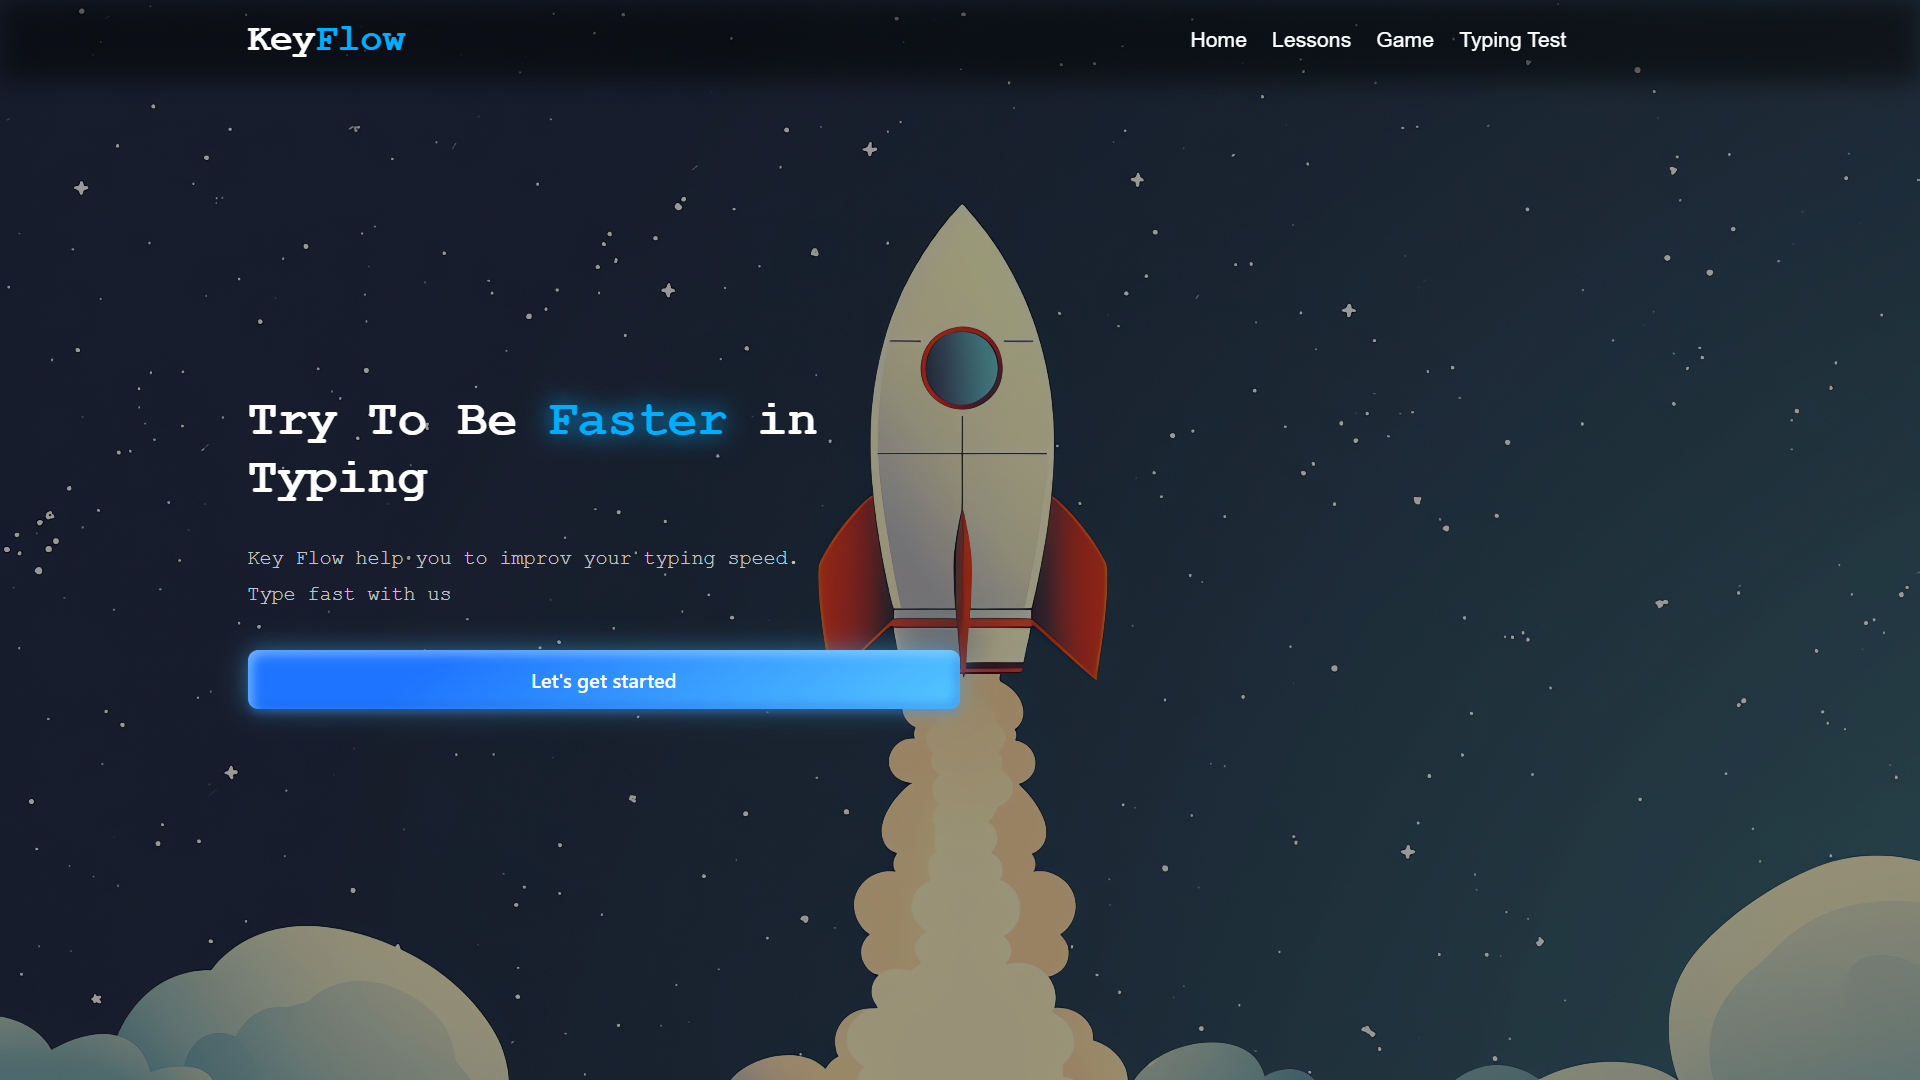 KeyFlow
Home Lessons Game Typing Test
Try To Be Faster in
Typing
Key Flow help you to improv your typing speed.
Type fast with us
Let's get started